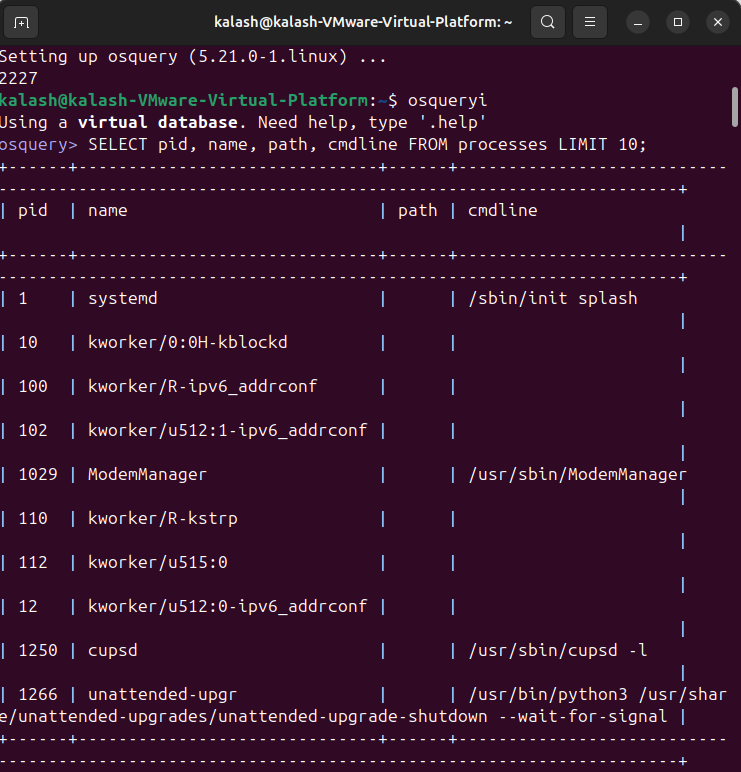 kalash@kalash-VMware-Virtual-Platform: ~
Setting up osquery (5.21.0-1.linux) ...
2227
kalash@kalash-VMware-Virtual-Platform:~$ osqueryi
Using a virtual database. Need help, type '.help'
osquery> SELECT pid, name, path, cmdline FROM processes LIMIT 10;
+------+------------------------------+------+---------------------------
--------------------------------------------------------------------+
| pid  | name                         | path | cmdline
                                                                    |
+------+------------------------------+------+---------------------------
--------------------------------------------------------------------+
| 1    | systemd                      |      | /sbin/init splash
                                                                    |
| 10   | kworker/0:0H-kblockd         |      |
                                                                    |
| 100  | kworker/R-ipv6_addrconf      |      |
                                                                    |
| 102  | kworker/u512:1-ipv6_addrconf |      |
                                                                    |
| 1029 | ModemManager                 |      | /usr/sbin/ModemManager
                                                                    |
| 110  | kworker/R-kstrp              |      |
                                                                    |
| 112  | kworker/u515:0               |      |
                                                                    |
| 12   | kworker/u512:0-ipv6_addrconf |      |
                                                                    |
| 1250 | cupsd                        |      | /usr/sbin/cupsd -l
                                                                    |
| 1266 | unattended-upgr              |      | /usr/bin/python3 /usr/shar
e/unattended-upgrades/unattended-upgrade-shutdown --wait-for-signal |
+------+------------------------------+------+---------------------------
--------------------------------------------------------------------+